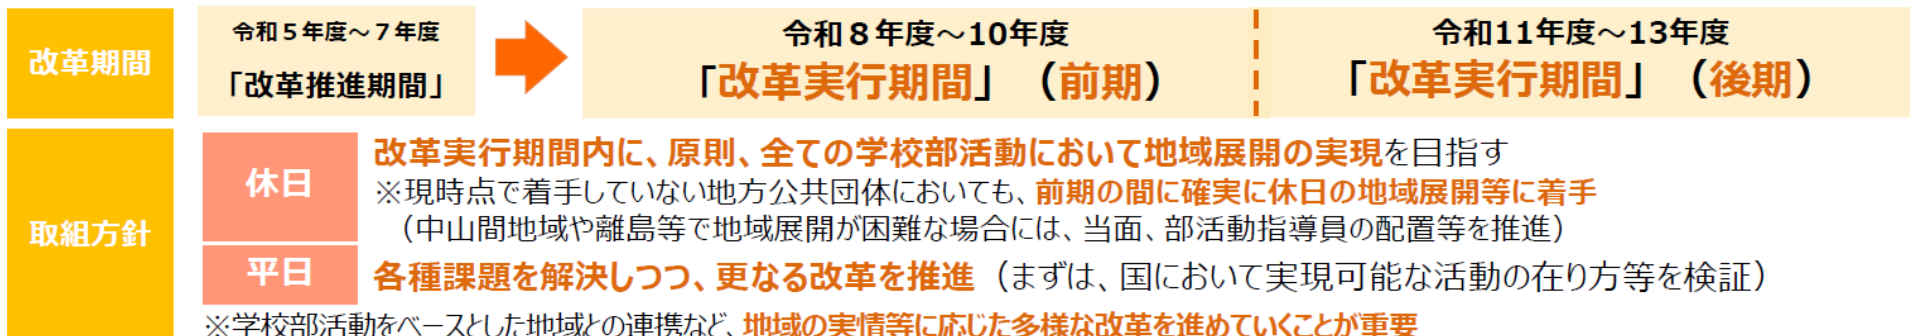 改革期間
令和５年度～７年度
「改革推進期間」
令和８年度～10年度
「改革実行期間」（前期）
令和11年度～13年度
「改革実行期間」（後期）
取組方針
休日
改革実行期間内に、原則、全ての学校部活動において地域展開の実現を目指す
※現時点で着手していない地方公共団体においても、前期の間に確実に休日の地域展開等に着手
（中山間地域や離島等で地域展開が困難な場合には、当面、部活動指導員の配置等を推進）
平日
各種課題を解決しつつ、更なる改革を推進（まずは、国において実現可能な活動の在り方等を検証）
※学校部活動をベースとした地域との連携など、地域の実情等に応じた多様な改革を進めていくことが重要